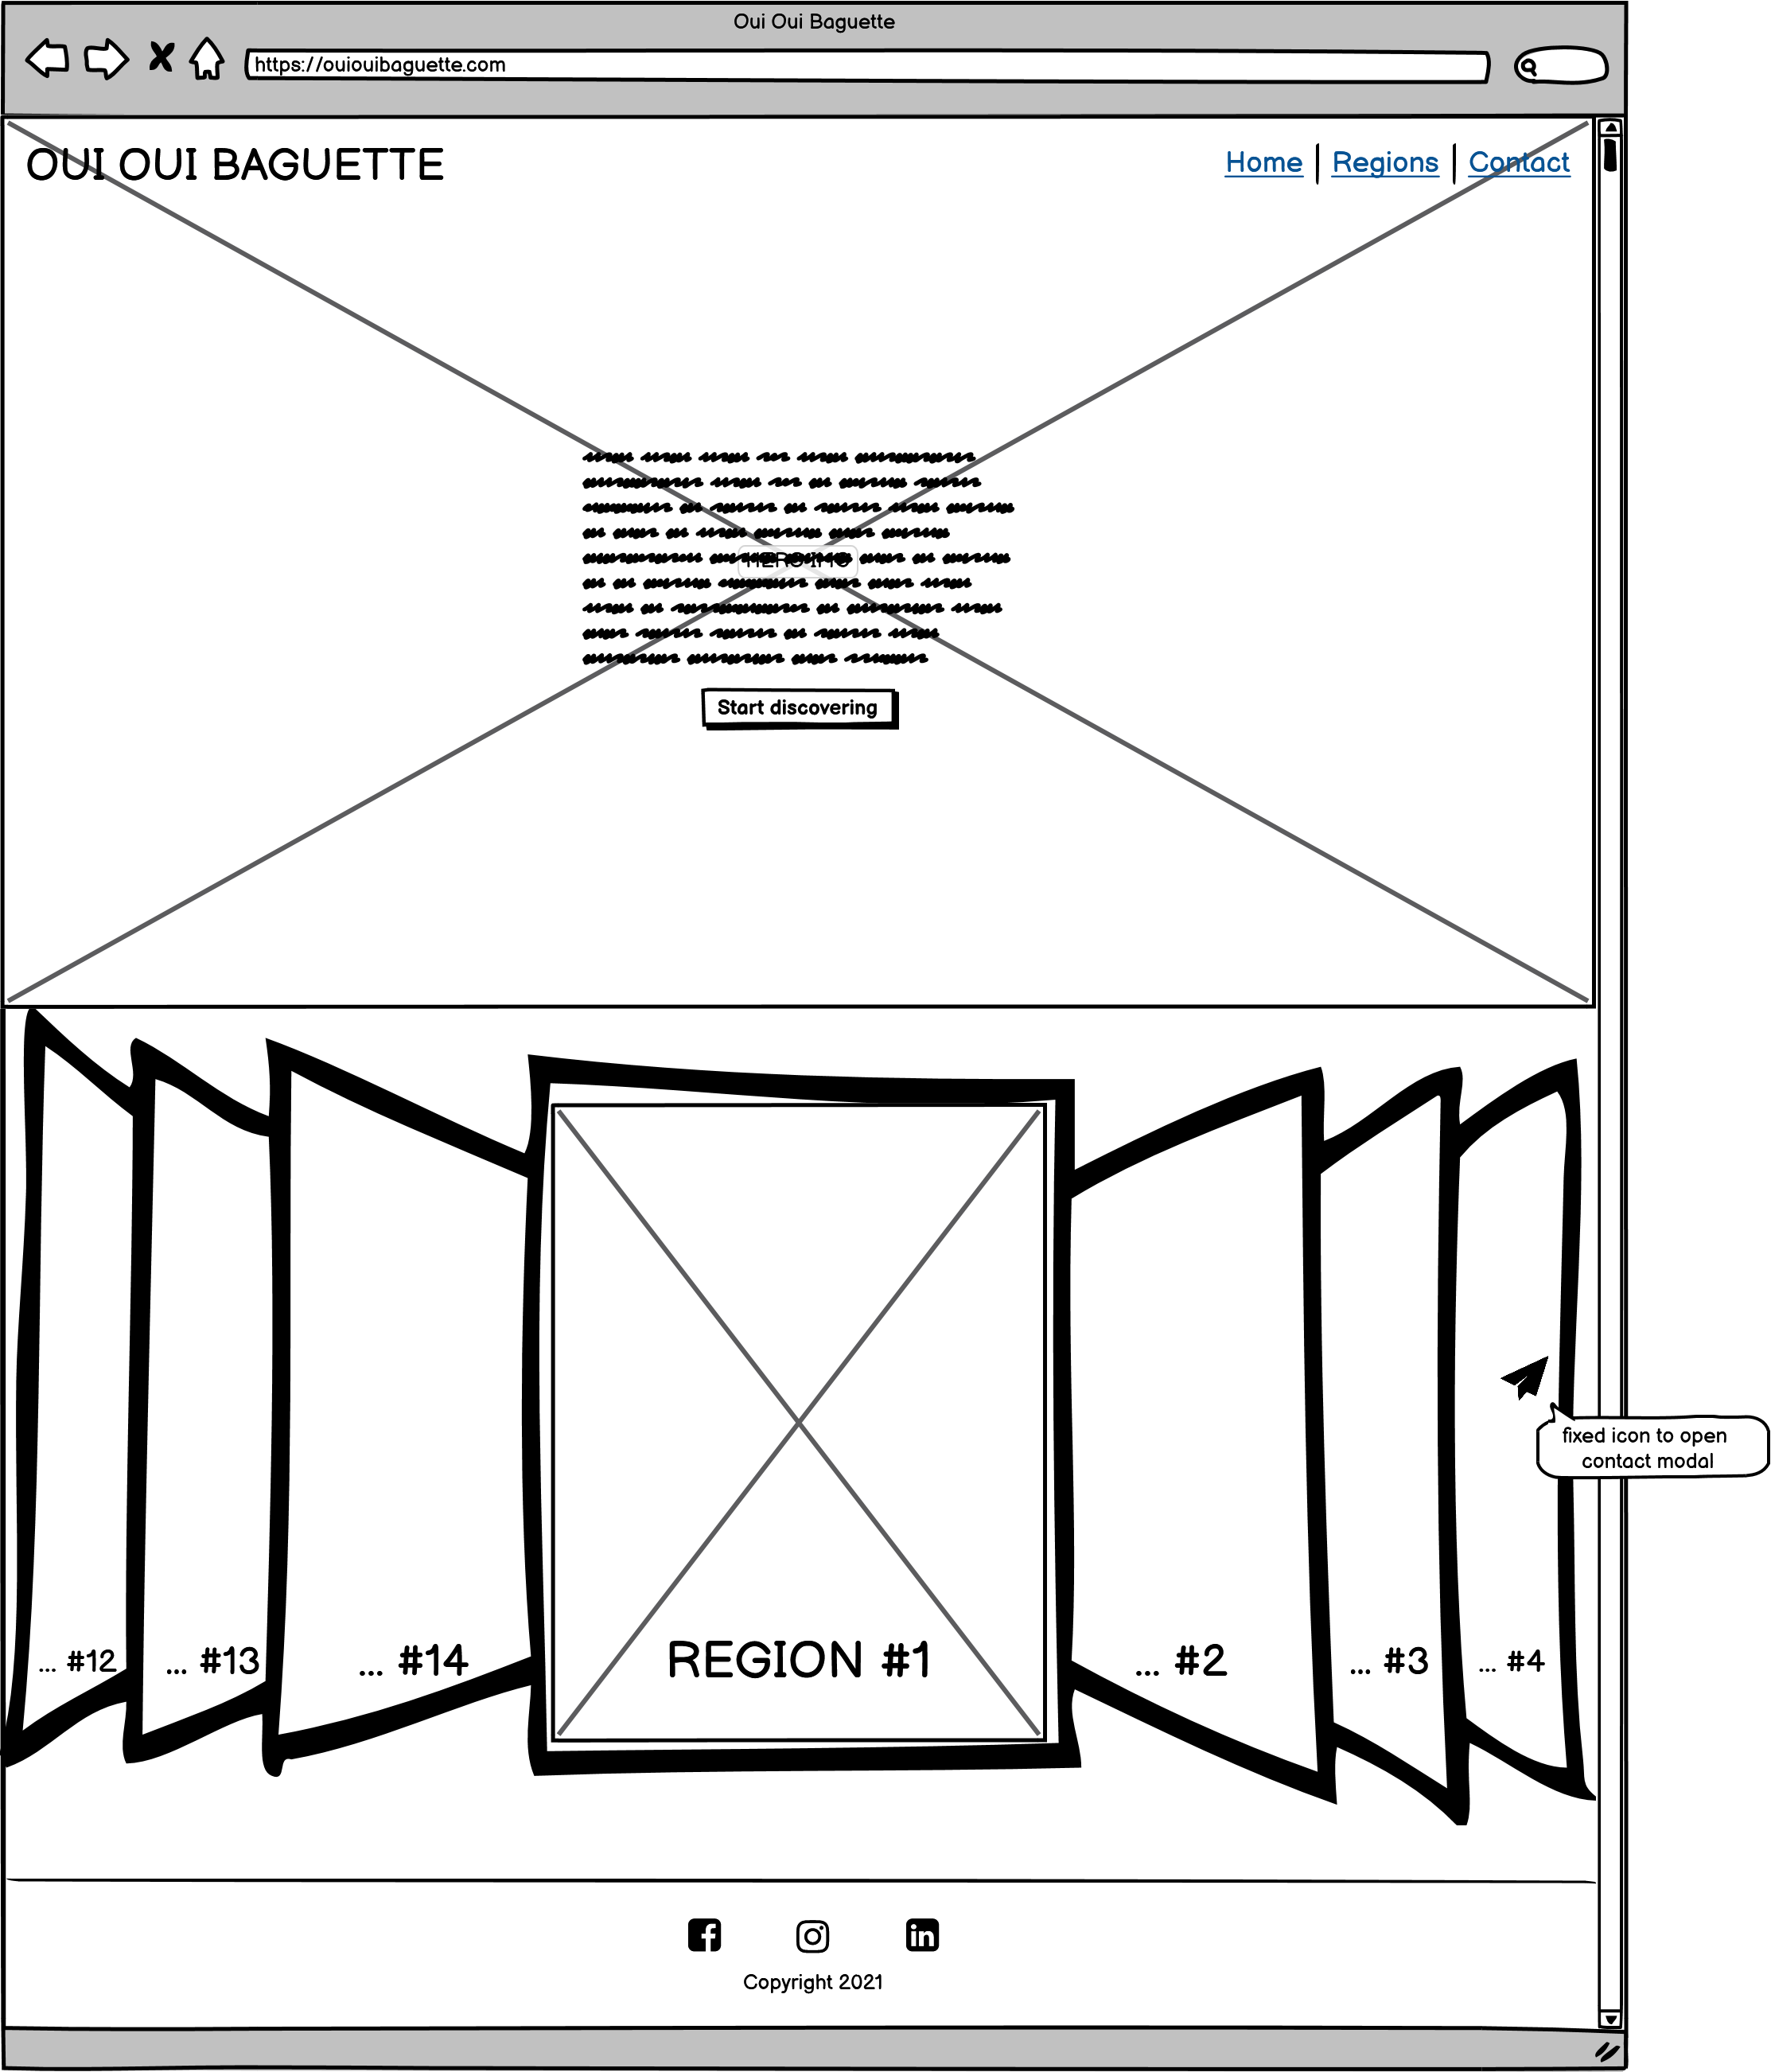 Oui Oui Baguette
https://ouiouibaguette.com
OUI OUI BAGUETTE
Home | Regions | Contact
HERO IMG
Start discovering
... #12
... #13
... #14
REGION #1
... #2
... #3
... #4
fixed icon to open
contact modal
Copyright 2021